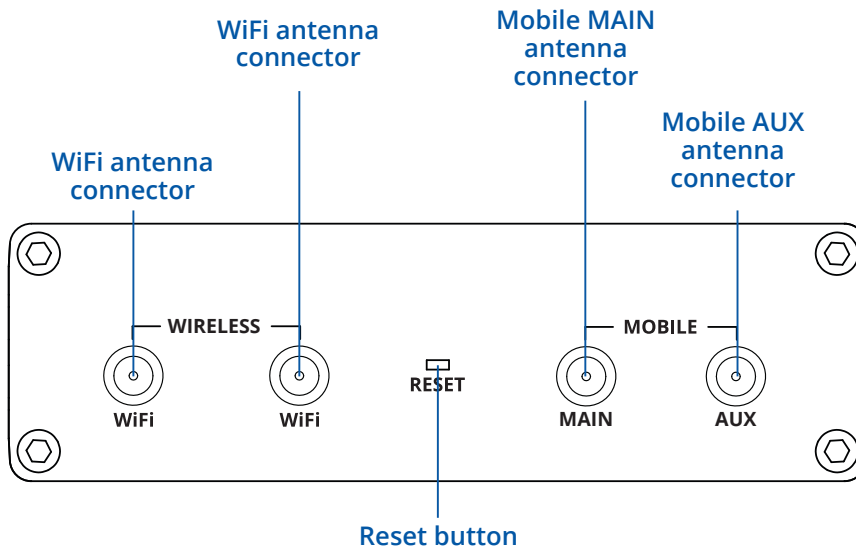 WiFi antenna
connector
WiFi antenna
connector
Mobile MAIN
antenna
connector
Mobile AUX
antenna
connector
WIRELESS
MOBILE
WiFi
WiFi
RESET
MAIN
AUX
Reset button